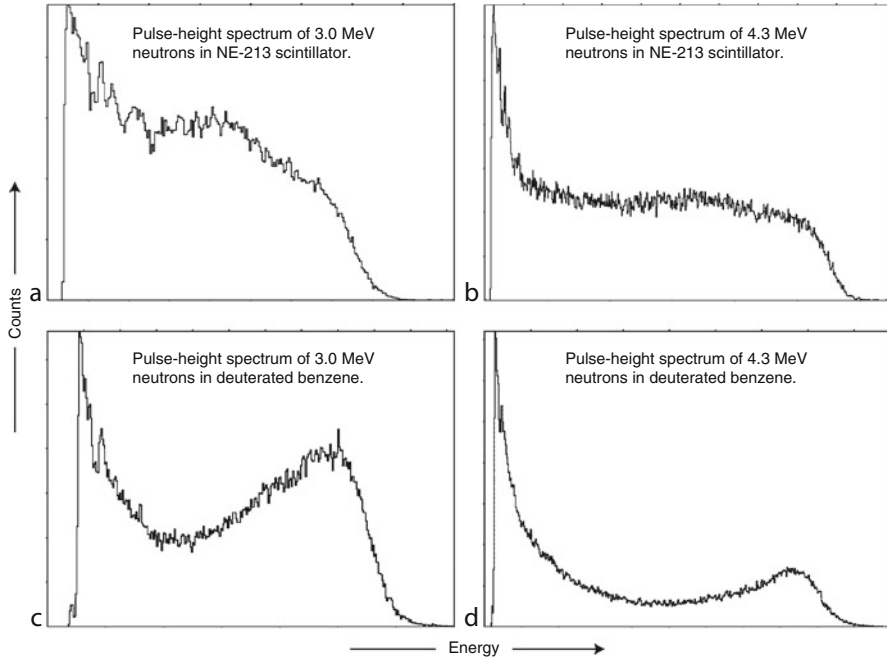 Pulse-height spectrum of 3.0 MeV
neutrons in NE-213 scintillator.
a
Pulse-height spectrum of 4.3 MeV
neutrons in NE-213 scintillator.
b
Counts
Pulse-height spectrum of 3.0 MeV
neutrons in deuterated benzene.
c
Pulse-height spectrum of 4.3 MeV
neutrons in deuterated benzene.
d
Energy